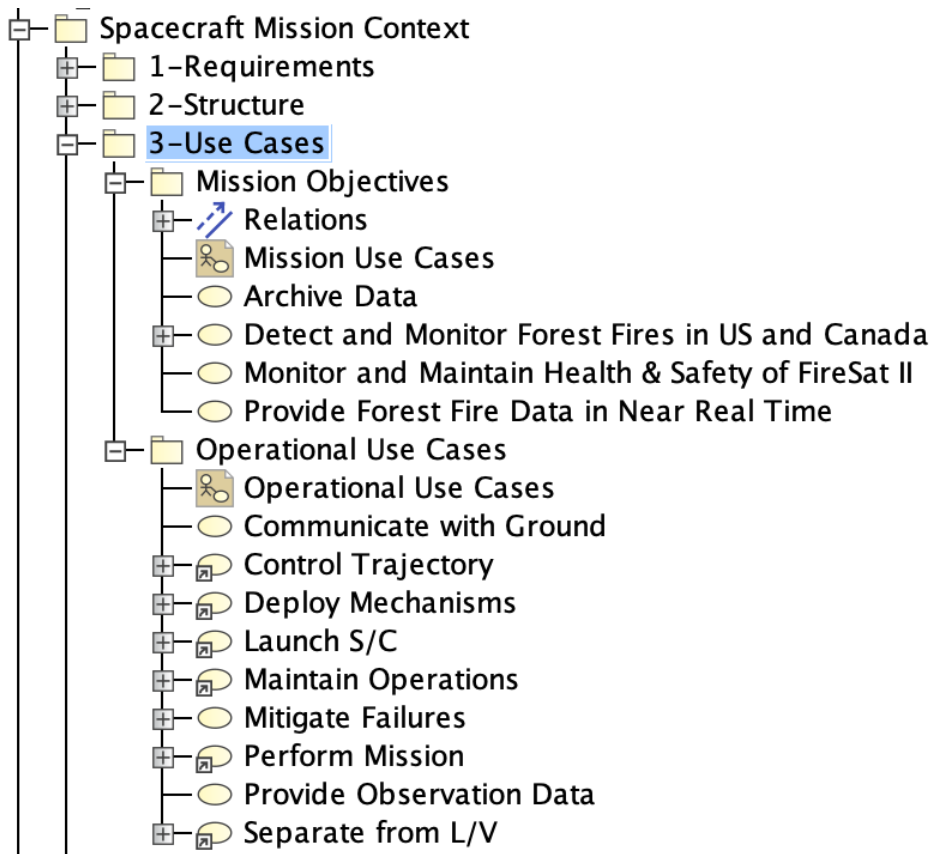 Spacecraft Mission Context
1-Requirements
2-Structure
3-Use Cases
Mission Objectives
Relations
Mission Use Cases
Archive Data
Detect and Monitor Forest Fires in US and Canada
Monitor and Maintain Health & Safety of FireSat II
Provide Forest Fire Data in Near Real Time
Operational Use Cases
Operational Use Cases
Communicate with Ground
Control Trajectory
Deploy Mechanisms
Launch S/C
Maintain Operations
Mitigate Failures
Perform Mission
Provide Observation Data
Separate from L/V